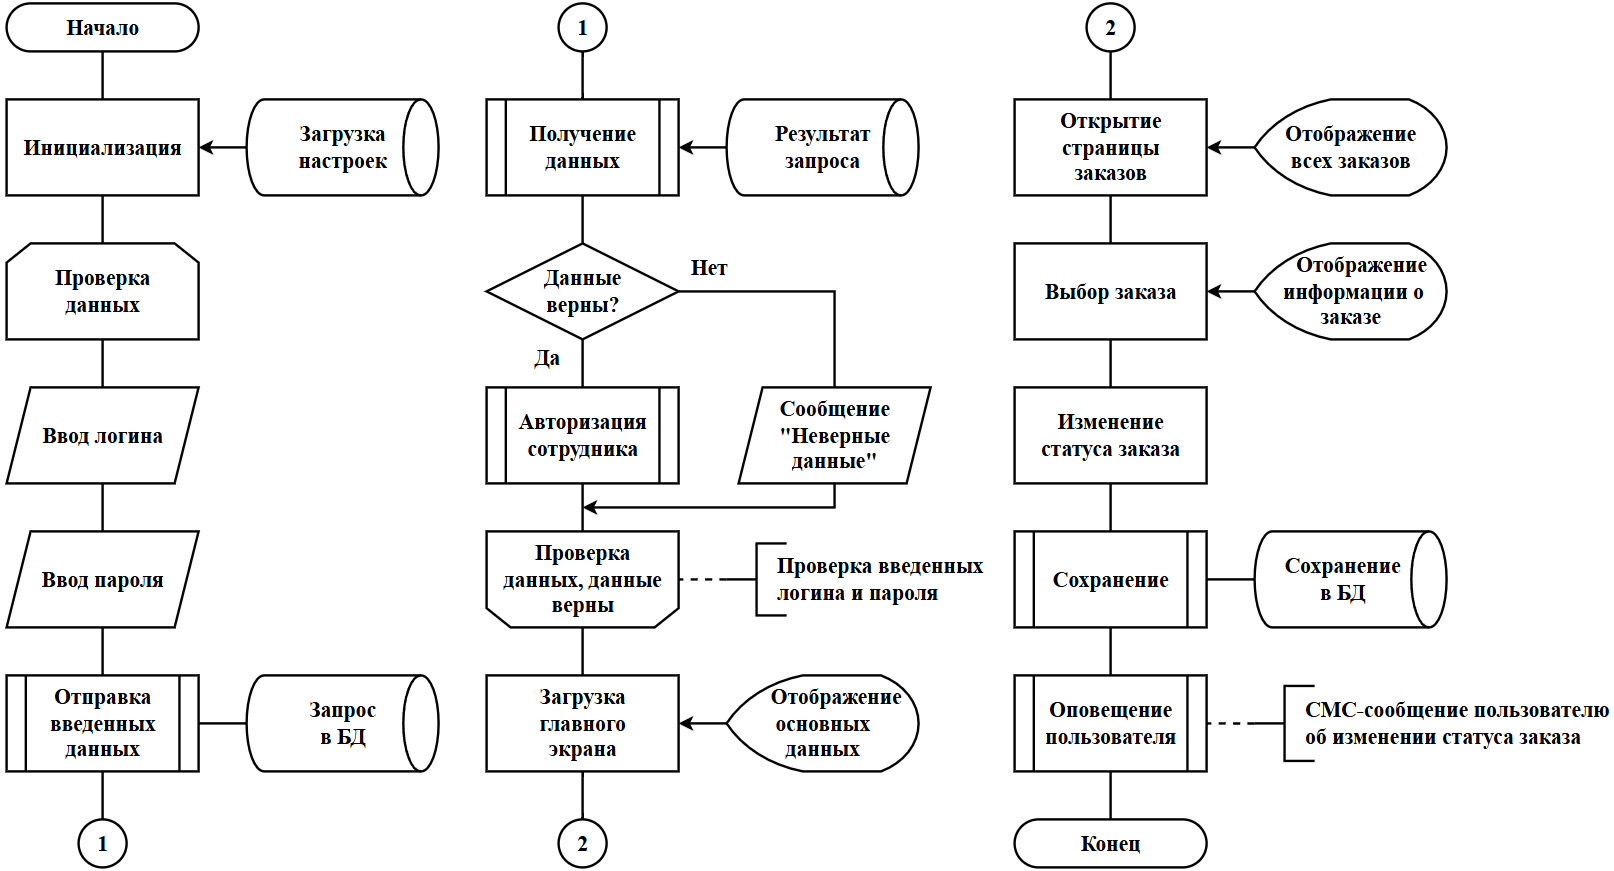 Начало
Инициализация
Загрузка
настроек
Проверка
данных
Ввод логина
Ввод пароля
Отправка
введенных
данных
Запрос
в БД
1
1
Получение
данных
Результат
запроса
Данные
верны?
Нет
Да
Авторизация
сотрудника
Сообщение
"Неверные
данные"
Проверка
данных, данные
верны
Проверка введенных
логина и пароля
Загрузка
главного
экрана
Отображение
основных
данных
2
2
Открытие
страницы
заказов
Отображение
всех заказов
Выбор заказа
Отображение
информации о
заказе
Изменение
статуса заказа
Сохранение
Сохранение
в БД
Оповещение
пользователя
СМС-сообщение пользователю
об изменении статуса заказа
Конец